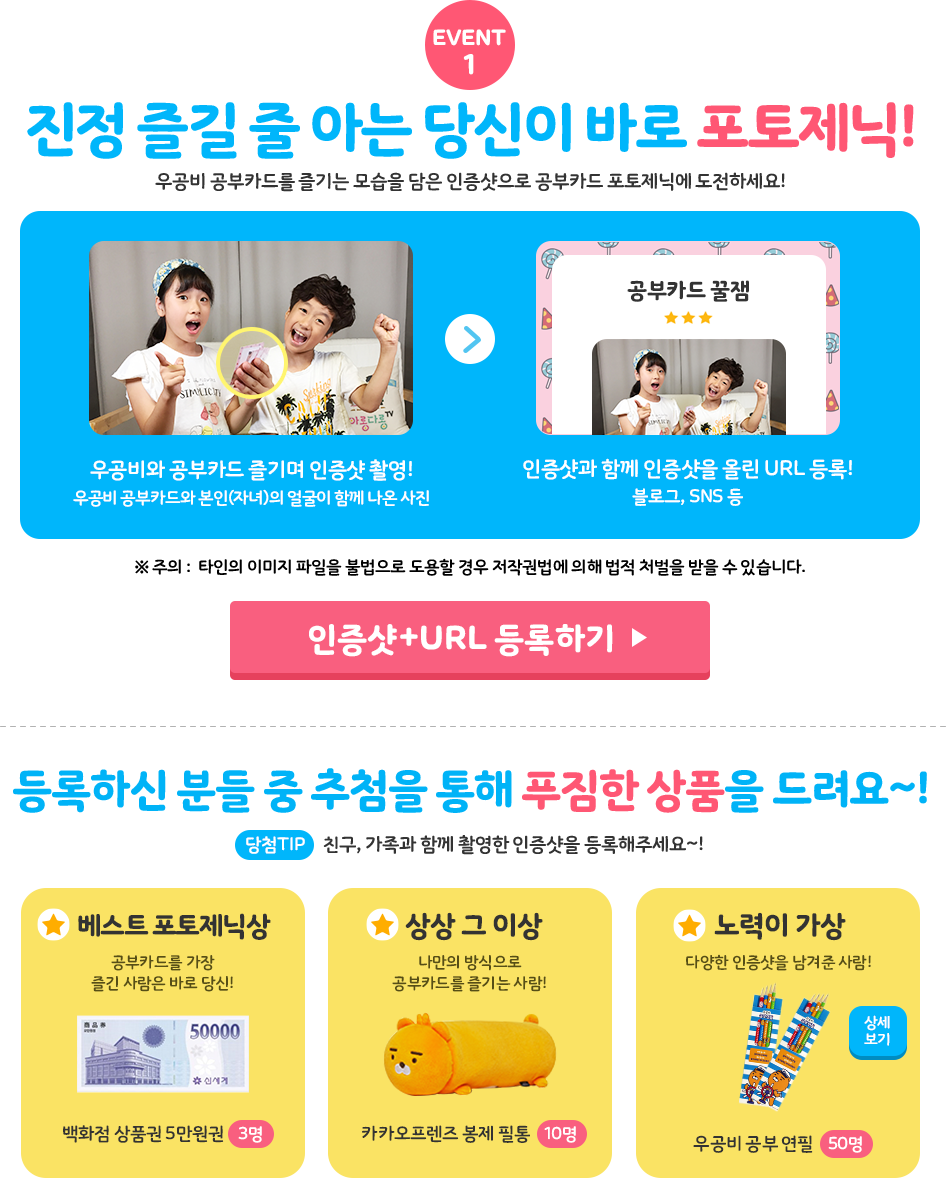 EVENT
1
진정 즐길 줄 아는 당신이 바로 포토제닉!
우공비 공부카드를 즐기는 모습을 담은 인증샷으로 공부카드 포토제닉에 도전하세요!
SIMPLICITY
아롱다롱TV
공부카드 꿀잼
우공비와 공부카드 즐기며 인증샷 촬영!
우공비 공부카드와 본인(자녀)의 얼굴이 함께 나온 사진
인증샷과 함께 인증샷을 올린 URL 등록!
블로그, SNS 등
※ 주의 : 타인의 이미지 파일을 불법으로 도용할 경우 저작권법에 의해 법적 처벌을 받을 수 있습니다.
인증샷+URL 등록하기 ▶
등록하신 분들 중 추첨을 통해 푸짐한 상품을 드려요~!
당첨TIP 친구, 가족과 함께 촬영한 인증샷을 등록해주세요~!
베스트 포토제닉상
공부카드를 가장
즐긴 사람은 바로 당신!
商品券
50000
신세계
백화점 상품권 5만원권 3명
상상 그 이상
나만의 방식으로
공부카드를 즐기는 사람!
카카오프렌즈 봉제 필통 10명
노력이 가상
다양한 인증샷을 남겨준 사람!
상세
보기
우공비 공부 연필 50명